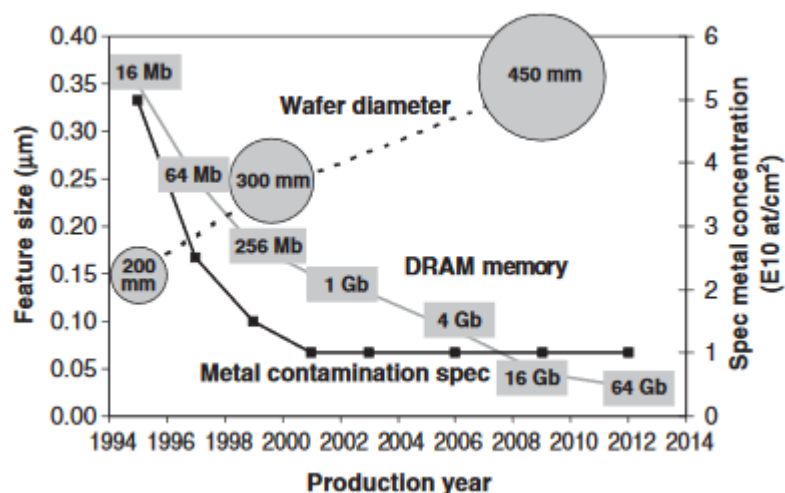 Feature size (μm)
0.40
0.35
0.30
0.25
0.20
0.15
0.10
0.05
0.00
16 Mb
64 Mb
256 Mb
1 Gb
4 Gb
16 Gb
64 Gb
200
mm
300 mm
450 mm
Wafer diameter
DRAM memory
Metal contamination spec
6
5
4
3
2
1
0
Spec metal concentration
(E10 at/cm²)
1994 1996 1998 2000 2002 2004 2006 2008 2010 2012 2014
Production year